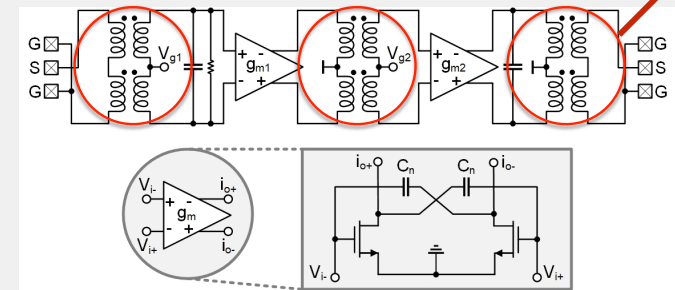 G S G
Vg1
+ - gm1 - +
Vg2
+ - gm2 - +
G S G
Vi- io+
+ - gm - +
Vi+ io-
io+ Cn Cn io-
Vi- Vi+